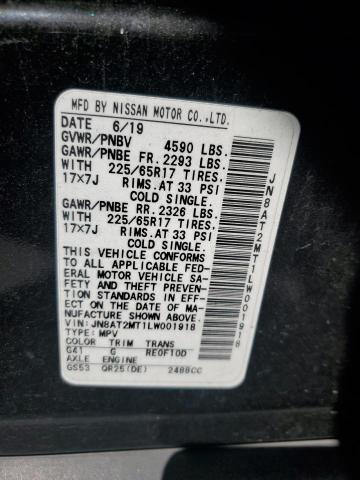 MFD BY NISSAN MOTOR CO.,LTD.
DATE 6/19
GVWR/PNBV 4590 LBS.
GAWR/PNBE FR. 2293 LBS.
WITH 225/65R17 TIRES.
17X7J RIMS.AT 33 PSI
COLD SINGLE.
GAWR/PNBE RR. 2326 LBS.
WITH 225/65R17 TIRES.
17X7J RIMS.AT 33 PSI
COLD SINGLE.
THIS VEHICLE CONFORMS
TO ALL APPLICABLE FED-
ERAL MOTOR VEHICLE SA-
FETY AND THEFT PREVENT-
ION STANDARDS IN EFF-
ECT ON THE DATE OF MA-
NUFACTURE SHOWN ABOVE.
VIN:JN8AT2MT1LW001918
TYPE:MPV
COLOR TRIM TRANS
G41 G RE0F10D
AXLE ENGINE
GS53 QR25(DE) 2488CC
JN8AT2MT1LW001918